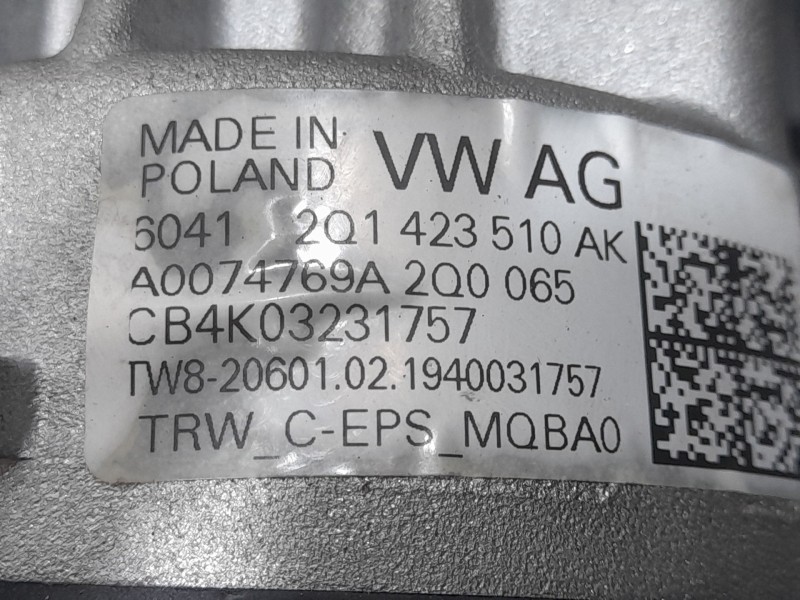 MADE IN
POLAND VW AG
6041 2Q1 423 510 AK
A0074769A 2Q0 065
CB4K03231757
TW8-20601.02.1940031757
TRW_C-EPS_MQBA0